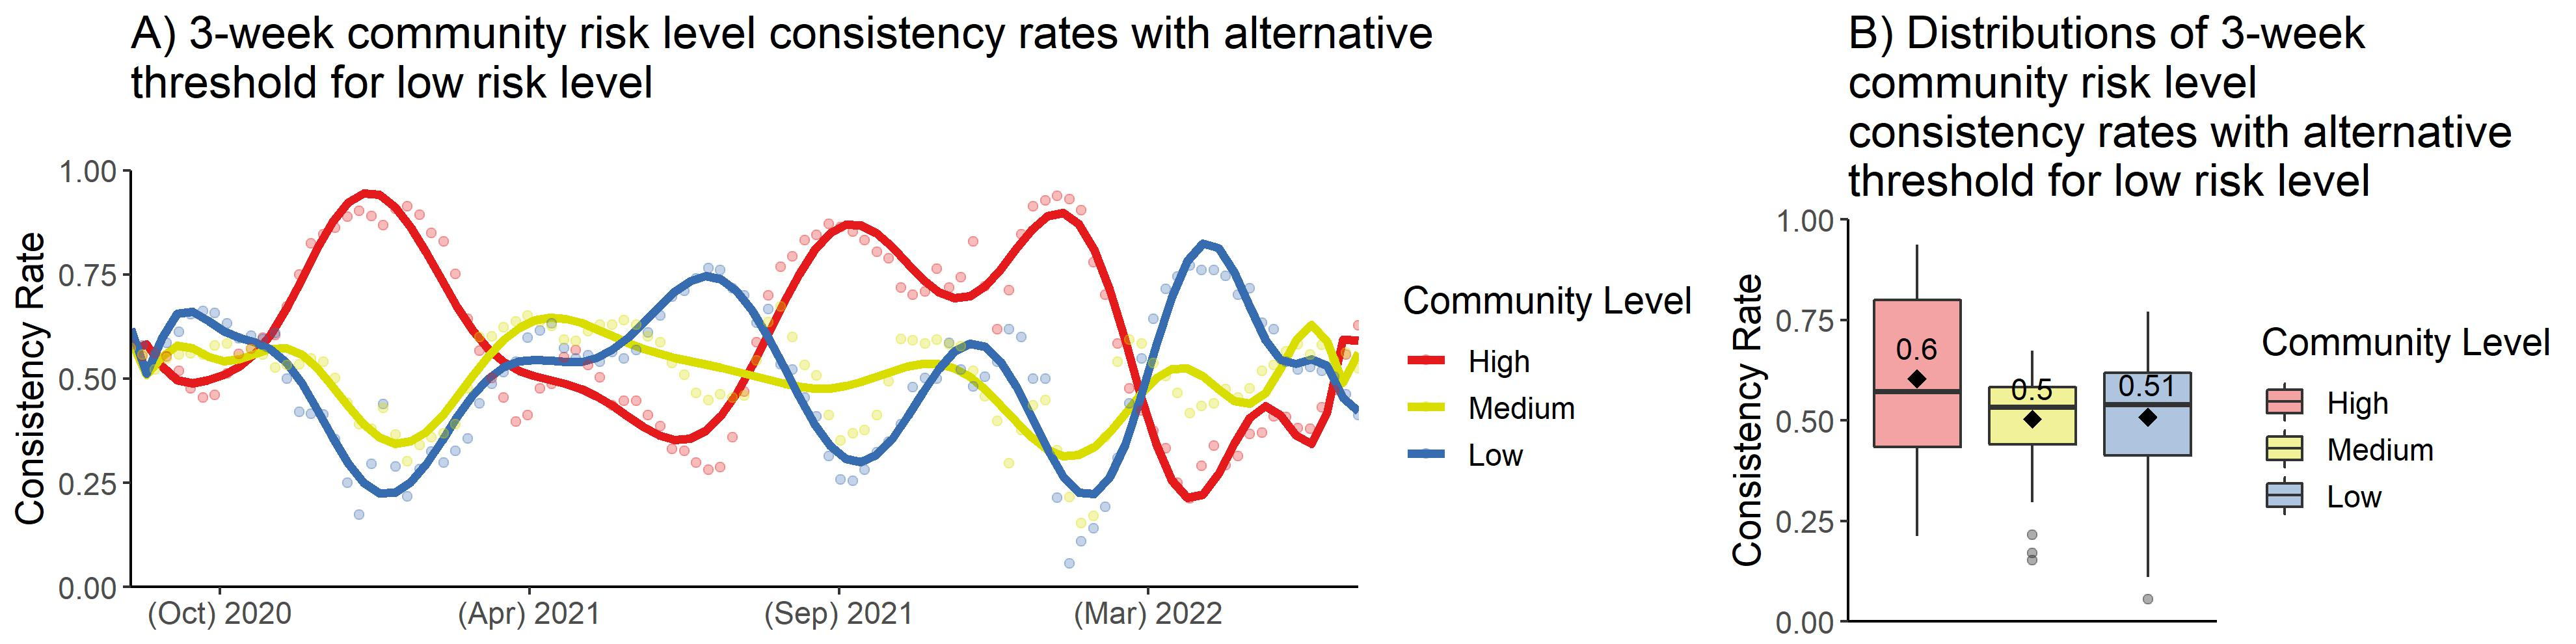 A) 3-week community risk level consistency rates with alternative
threshold for low risk level
Consistency Rate
1.00
0.75
0.50
0.25
0.00
(Oct) 2020
(Apr) 2021
(Sep) 2021
(Mar) 2022
Community Level
High
Medium
Low
B) Distributions of 3-week
community risk level
consistency rates with alternative
threshold for low risk level
Consistency Rate
1.00
0.75
0.50
0.25
0.00
0.6
0.5
0.51
Community Level
High
Medium
Low